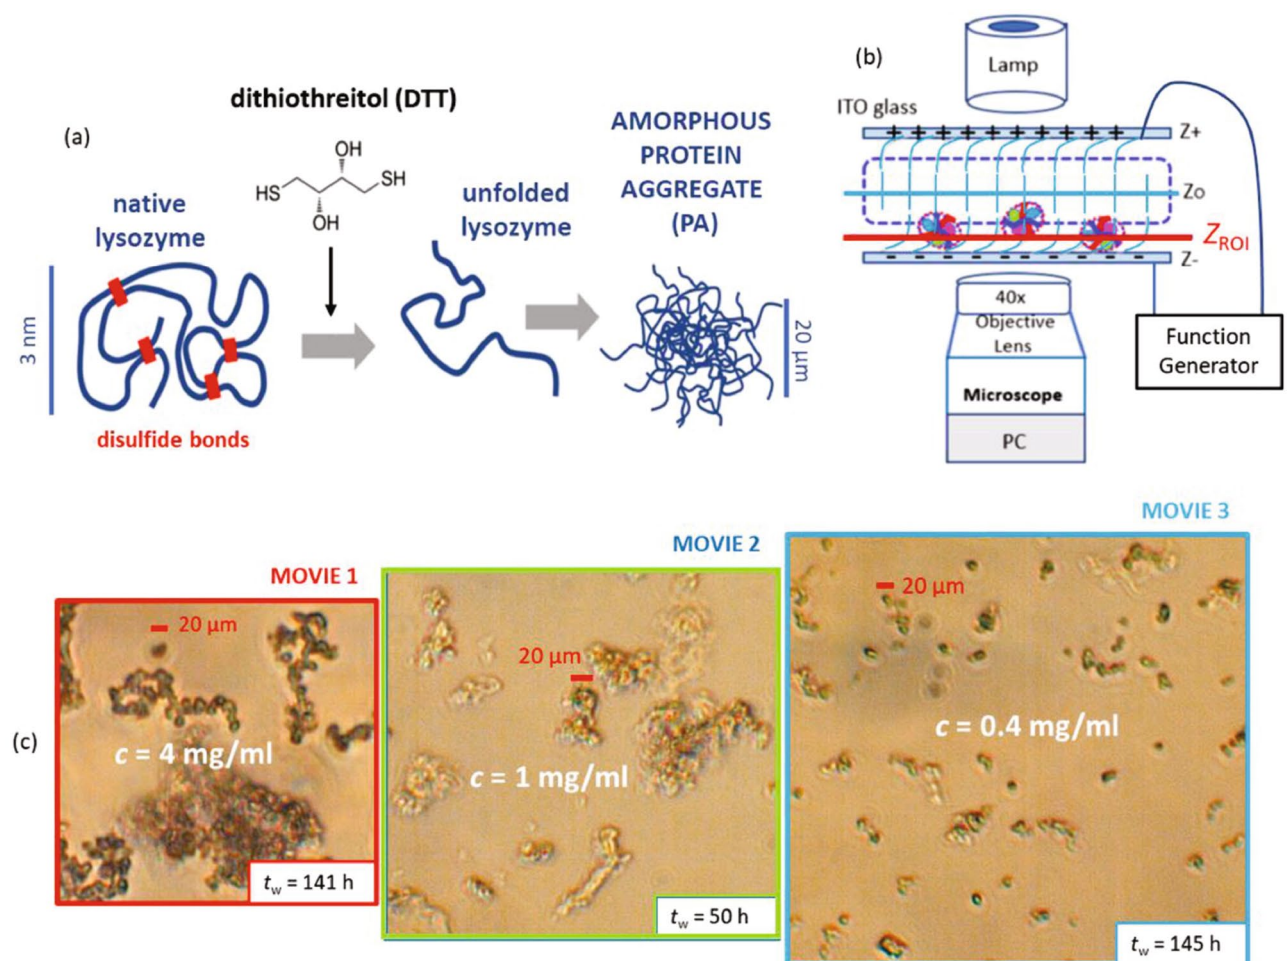 (a)
dithiothreitol (DTT)
OH
HS
SH
OH
native
lysozyme
3 nm
disulfide bonds
unfolded
lysozyme
AMORPHOUS
PROTEIN
AGGREGATE
(PA)
20 µm
(b)
Lamp
ITO glass
+ + + + + + + + + +
Z+
Zo
ZROI
- - - - - - - - - -
Z-
40x
Objective
Lens
Microscope
PC
Function
Generator
(c)
MOVIE 1
20 µm
c = 4 mg/ml
tw = 141 h
MOVIE 2
20 µm
c = 1 mg/ml
tw = 50 h
MOVIE 3
20 µm
c = 0.4 mg/ml
tw = 145 h